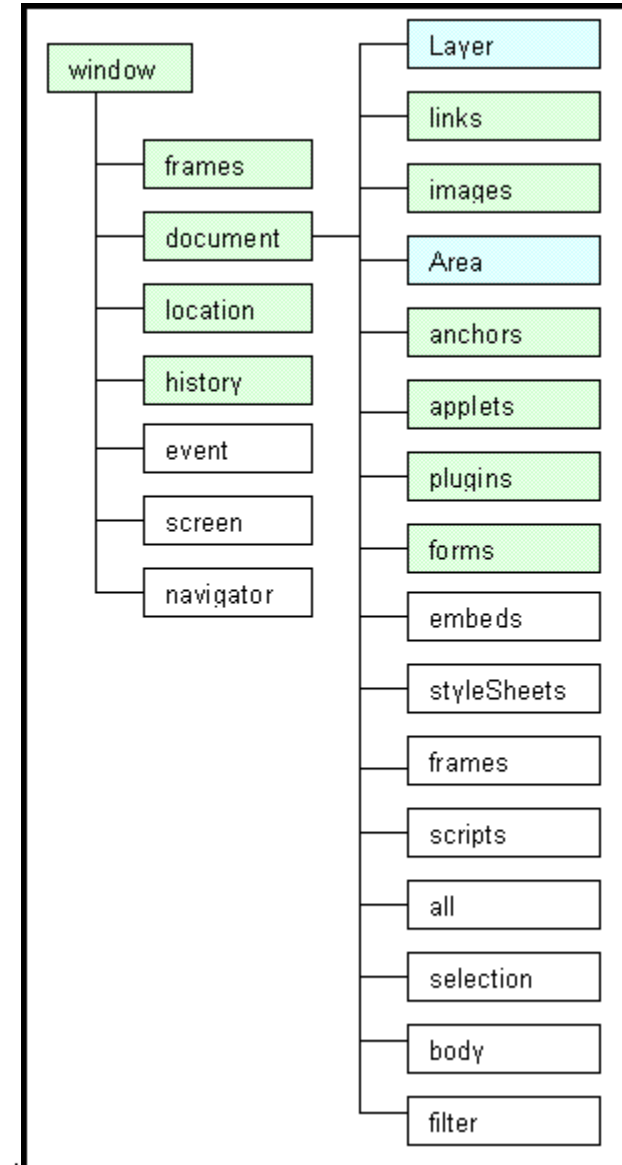 window
frames
document
location
history
event
screen
navigator
Layer
links
images
Area
anchors
applets
plugins
forms
embeds
styleSheets
frames
scripts
all
selection
body
filter